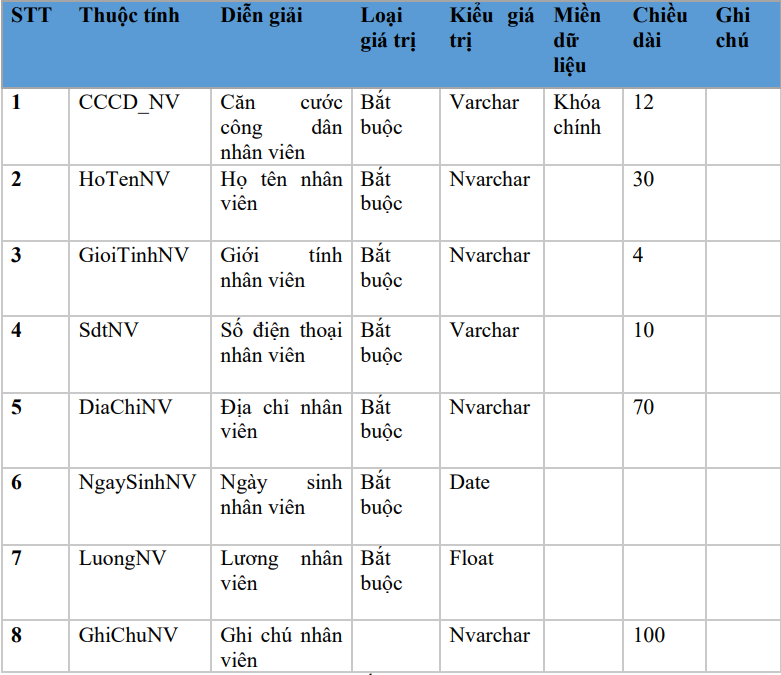 STT Thuộc tính Diễn giải Loại giá trị Kiểu giá trị Miền dữ liệu Chiều dài Ghi chú
1 CCCD_NV Căn cước công dân nhân viên Bắt buộc Varchar Khóa chính 12
2 HoTenNV Họ tên nhân viên Bắt buộc Nvarchar 30
3 GioiTinhNV Giới tính nhân viên Bắt buộc Nvarchar 4
4 SdtNV Số điện thoại nhân viên Bắt buộc Varchar 10
5 DiaChiNV Địa chỉ nhân viên Bắt buộc Nvarchar 70
6 NgaySinhNV Ngày sinh nhân viên Bắt buộc Date
7 LuongNV Lương nhân viên Bắt buộc Float
8 GhiChuNV Ghi chú nhân viên Nvarchar 100